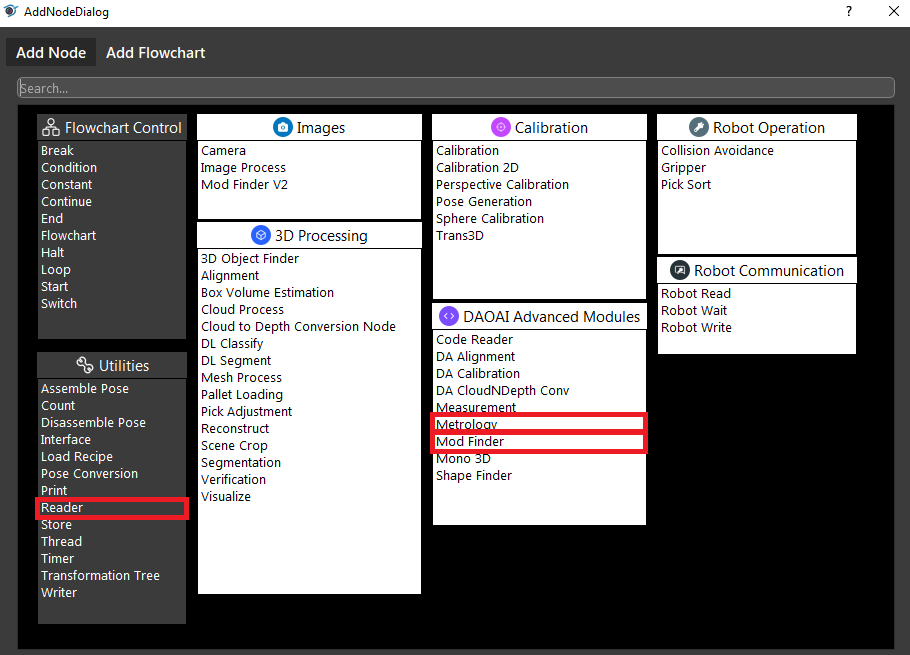 AddNodeDialog
?
Add Node
Add Flowchart
Search...
Flowchart Control
Break
Condition
Constant
Continue
End
Flowchart
Halt
Loop
Start
Switch
Utilities
Assemble Pose
Count
Disassemble Pose
Interface
Load Recipe
Pose Conversion
Print
Reader
Store
Thread
Timer
Transformation Tree
Writer
Images
Camera
Image Process
Mod Finder V2
3D Processing
3D Object Finder
Alignment
Box Volume Estimation
Cloud Process
Cloud to Depth Conversion Node
DL Classify
DL Segment
Mesh Process
Pallet Loading
Pick Adjustment
Reconstruct
Scene Crop
Segmentation
Verification
Visualize
Calibration
Calibration
Calibration 2D
Perspective Calibration
Pose Generation
Sphere Calibration
Trans3D
DAOAI Advanced Modules
Code Reader
DA Alignment
DA Calibration
DA CloudNDepth Conv
Measurement
Metrology
Mod Finder
Mono 3D
Shape Finder
Robot Operation
Collision Avoidance
Gripper
Pick Sort
Robot Communication
Robot Read
Robot Wait
Robot Write